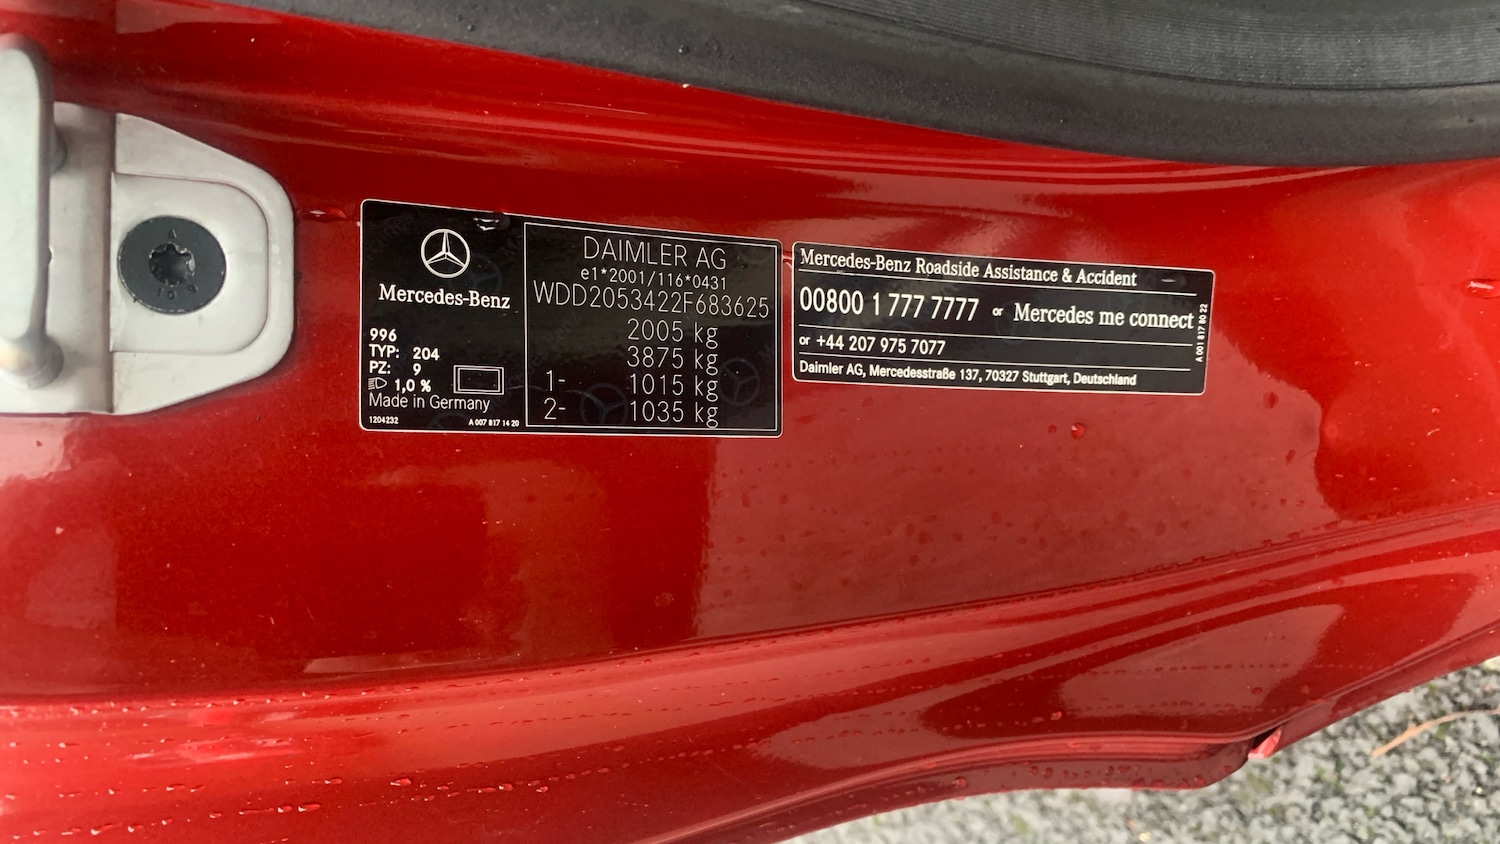 Mercedes-Benz
996
TYP: 204
PZ: 9
1,0 %
Made in Germany
1204232
A 007 817 14 20
DAIMLER AG
e1*2001/116*0431
WDD2053422F683625
2005 kg
3875 kg
1- 1015 kg
2- 1035 kg
Mercedes-Benz Roadside Assistance & Accident
00800 1 777 7777 or Mercedes me connect
or +44 207 975 7077
Daimler AG, Mercedesstraße 137, 70327 Stuttgart, Deutschland
A 001 817 80 22